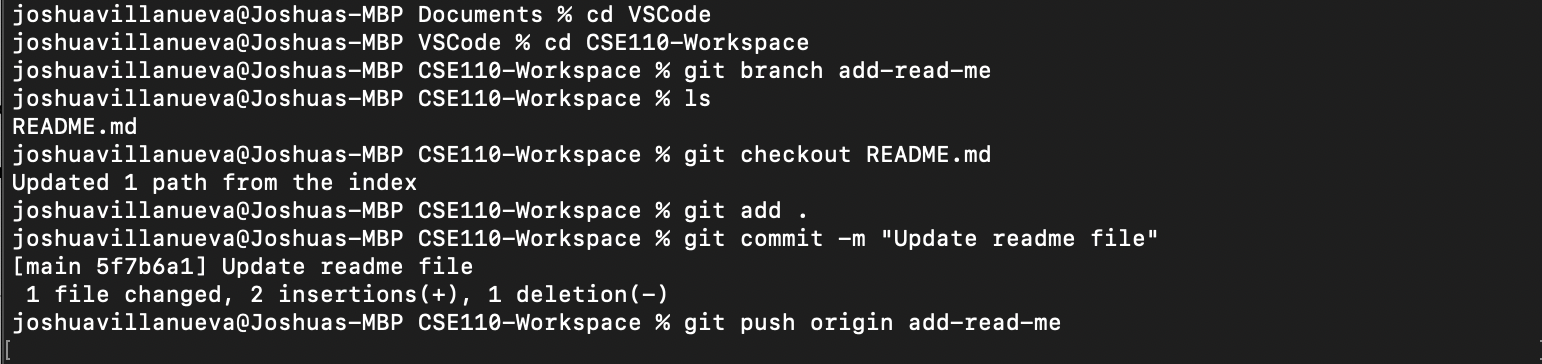 joshuavillanueva@Joshuas-MBP Documents % cd VSCode
joshuavillanueva@Joshuas-MBP VSCode % cd CSE110-Workspace
joshuavillanueva@Joshuas-MBP CSE110-Workspace % git branch add-read-me
joshuavillanueva@Joshuas-MBP CSE110-Workspace % ls
README.md
joshuavillanueva@Joshuas-MBP CSE110-Workspace % git checkout README.md
Updated 1 path from the index
joshuavillanueva@Joshuas-MBP CSE110-Workspace % git add .
joshuavillanueva@Joshuas-MBP CSE110-Workspace % git commit -m "Update readme file"
[main 5f7b6a1] Update readme file
 1 file changed, 2 insertions(+), 1 deletion(-)
joshuavillanueva@Joshuas-MBP CSE110-Workspace % git push origin add-read-me